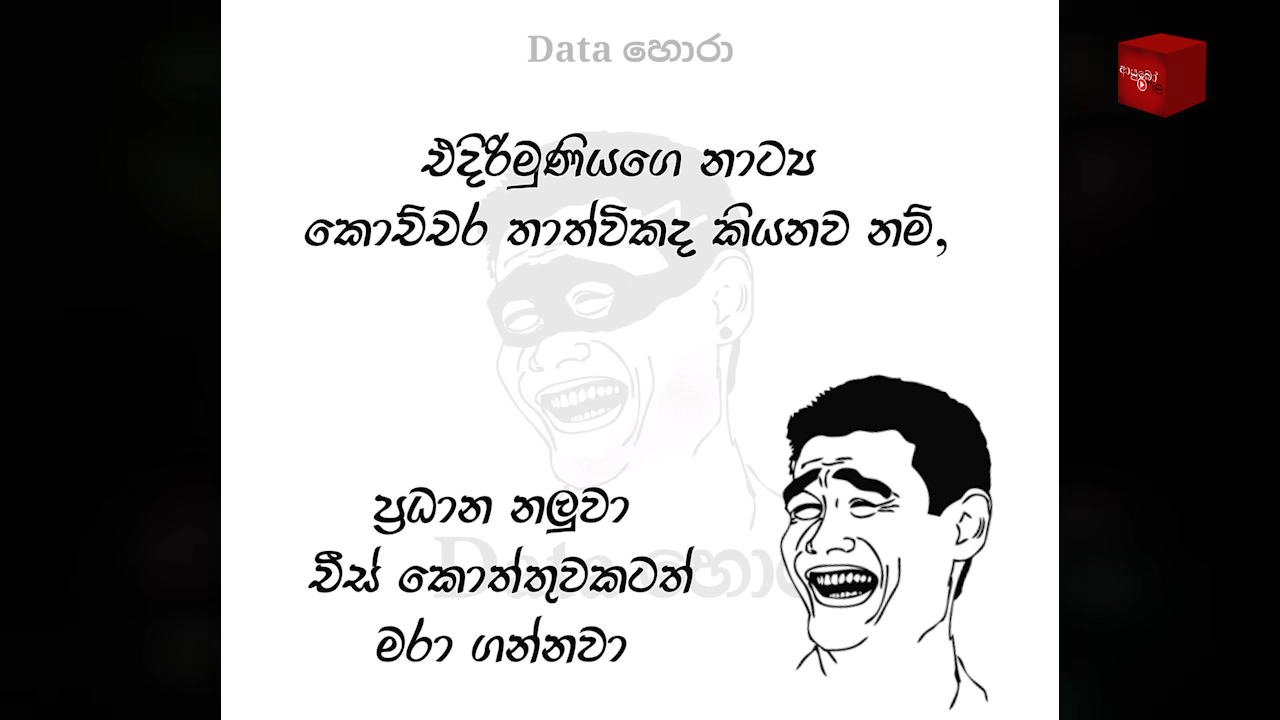 Data හොරා
එදිරිමුණියගෙ නාට්‍ය
කොච්චර තාත්විකද කියනව නම්,
ප්‍රධාන නලුවා
චීස් කොත්තුවකටත්
මරා ගන්නවා